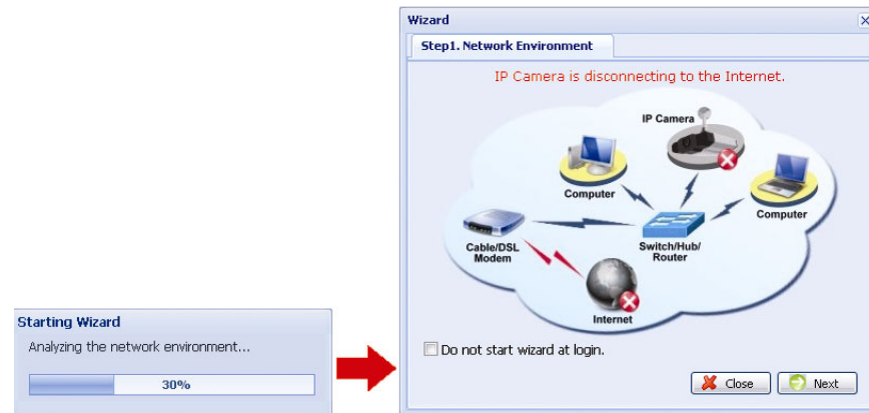 Starting Wizard
Analyzing the network environment...
30%
Wizard
Step1. Network Environment
IP Camera is disconnecting to the Internet.
IP Camera
Computer
Computer
Cable/DSL
Modem
Switch/Hub/
Router
Internet
Do not start wizard at login.
Close
Next